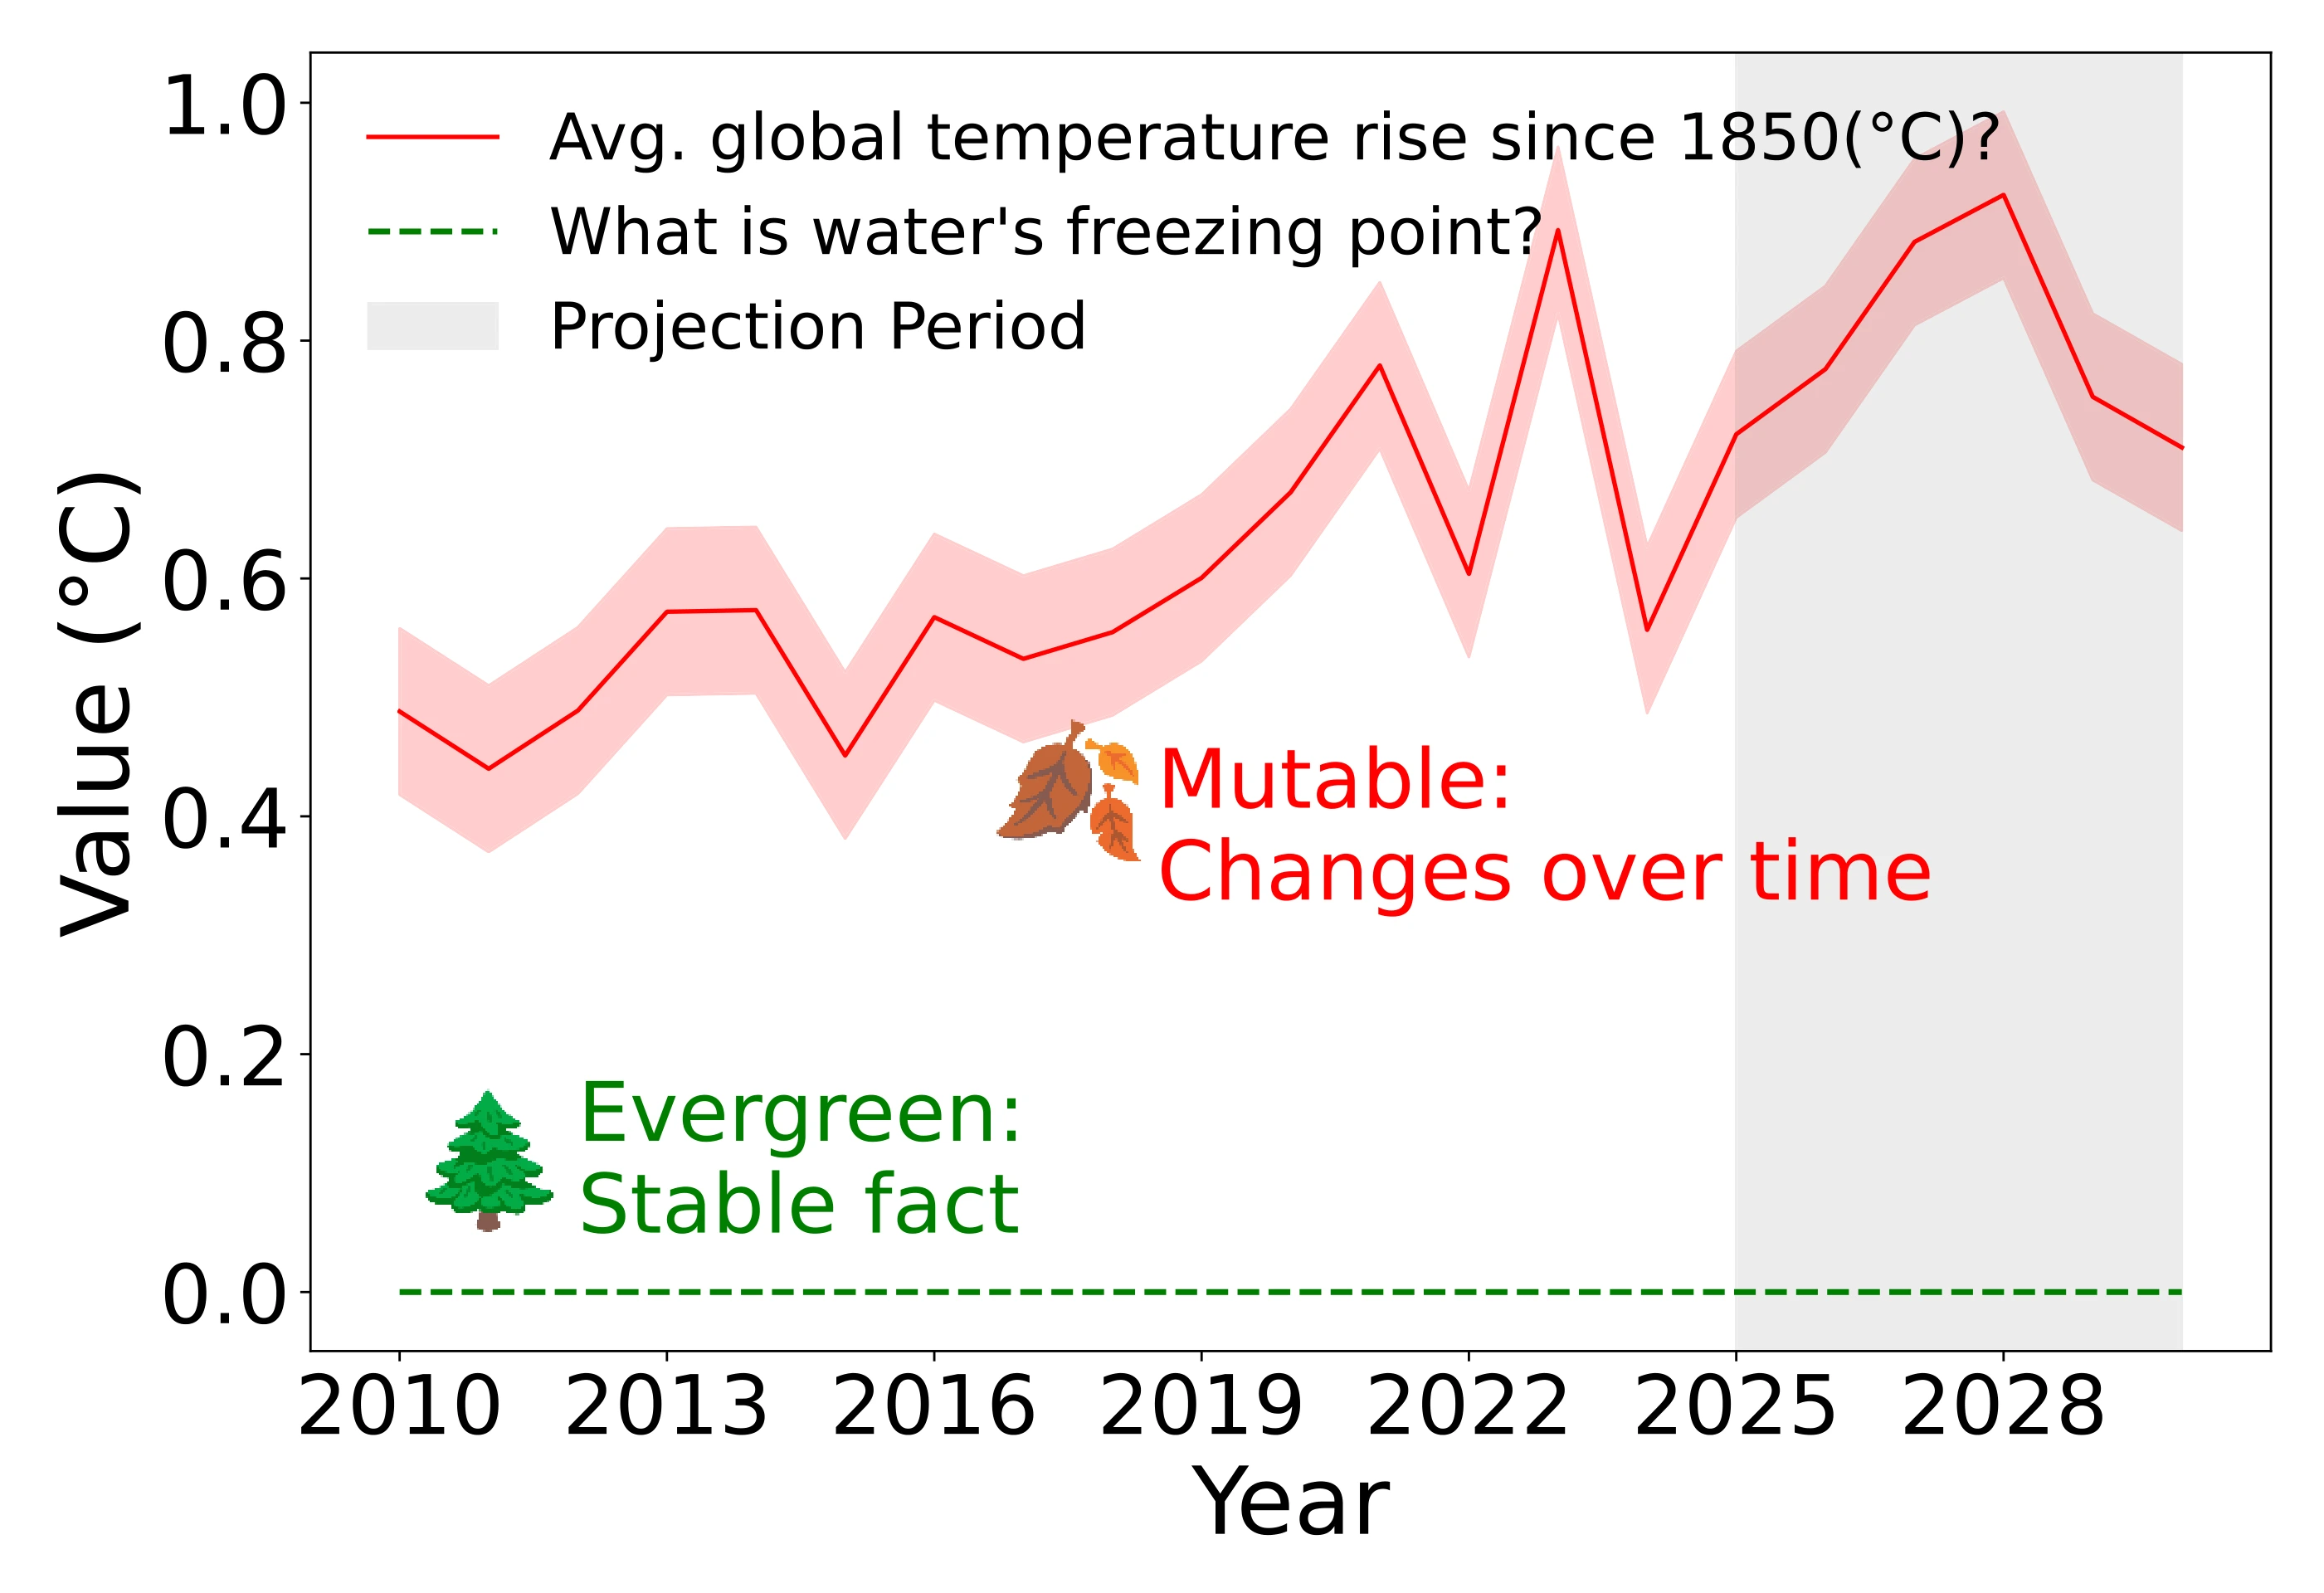 Avg. global temperature rise since 1850(°C)?
What is water's freezing point?
Projection Period
1.0
0.8
0.6
0.4
0.2
0.0
Vallue (°C)
Mutable:
Changes over time
Evergreen:
Stable fact
2010 2013 2016 2019 2022 2025 2028
Year